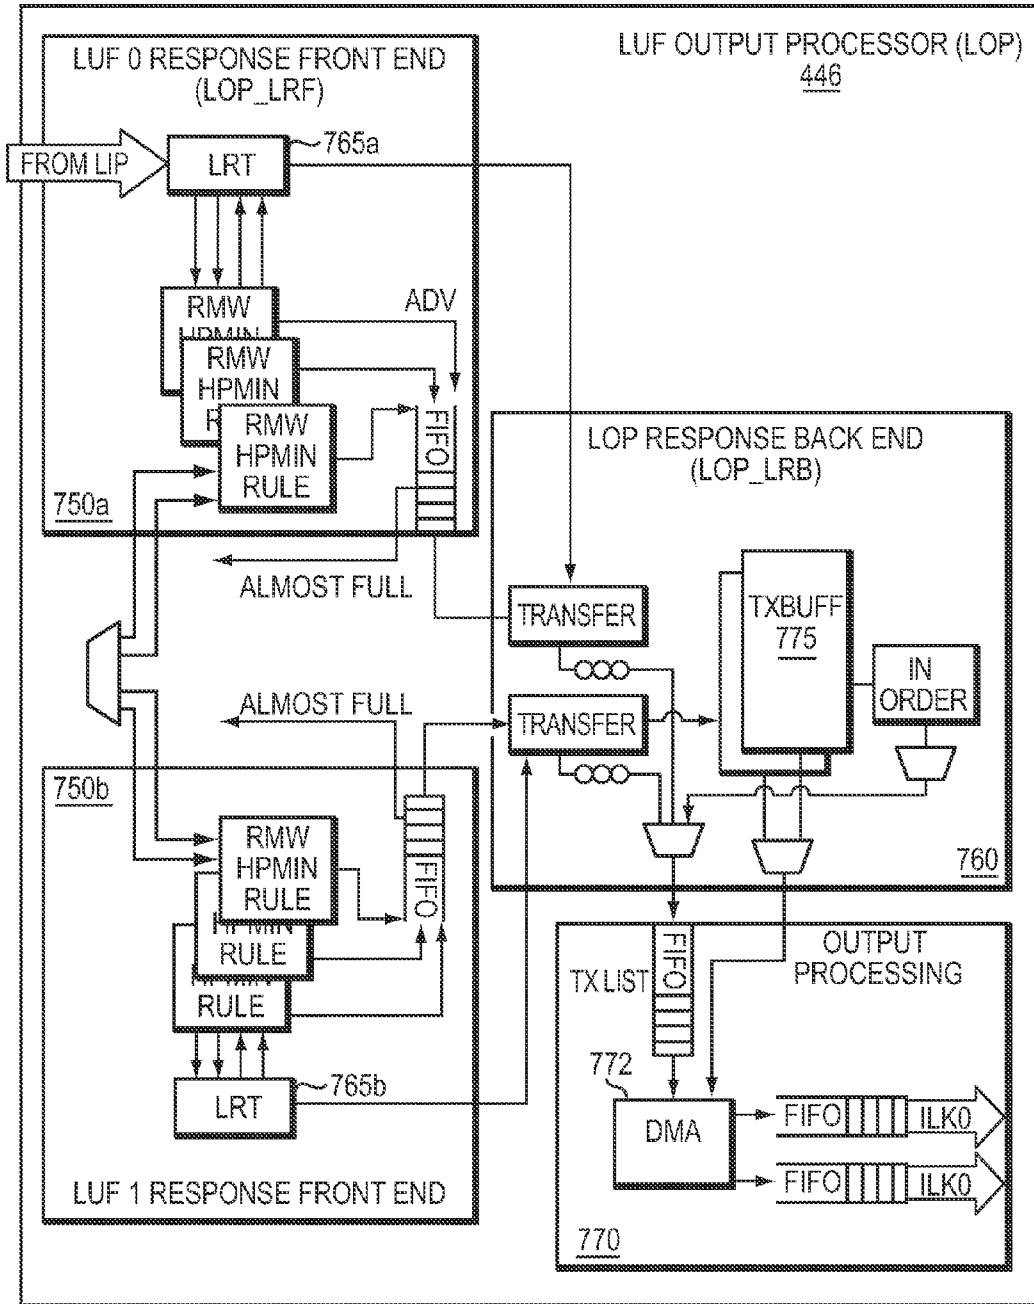 LUF OUTPUT PROCESSOR (LOP)
446
LUF 0 RESPONSE FRONT END
(LOP_LRF)
FROM LIP
LRT
765a
RMW
HPMIN
RMW
HPMIN
R
RMW
HPMIN
RULE
ADV
FIFO
750a
ALMOST FULL
LOP RESPONSE BACK END
(LOP_LRB)
TRANSFER
TXBUFF
775
IN
ORDER
TRANSFER
760
ALMOST FULL
750b
RMW
HPMIN
RULE
HPMIN
RULE
RULE
FIFO
LRT
765b
LUF 1 RESPONSE FRONT END
OUTPUT
PROCESSING
FIFO
TX LIST
772
DMA
FIFO
ILK0
FIFO
ILK0
770